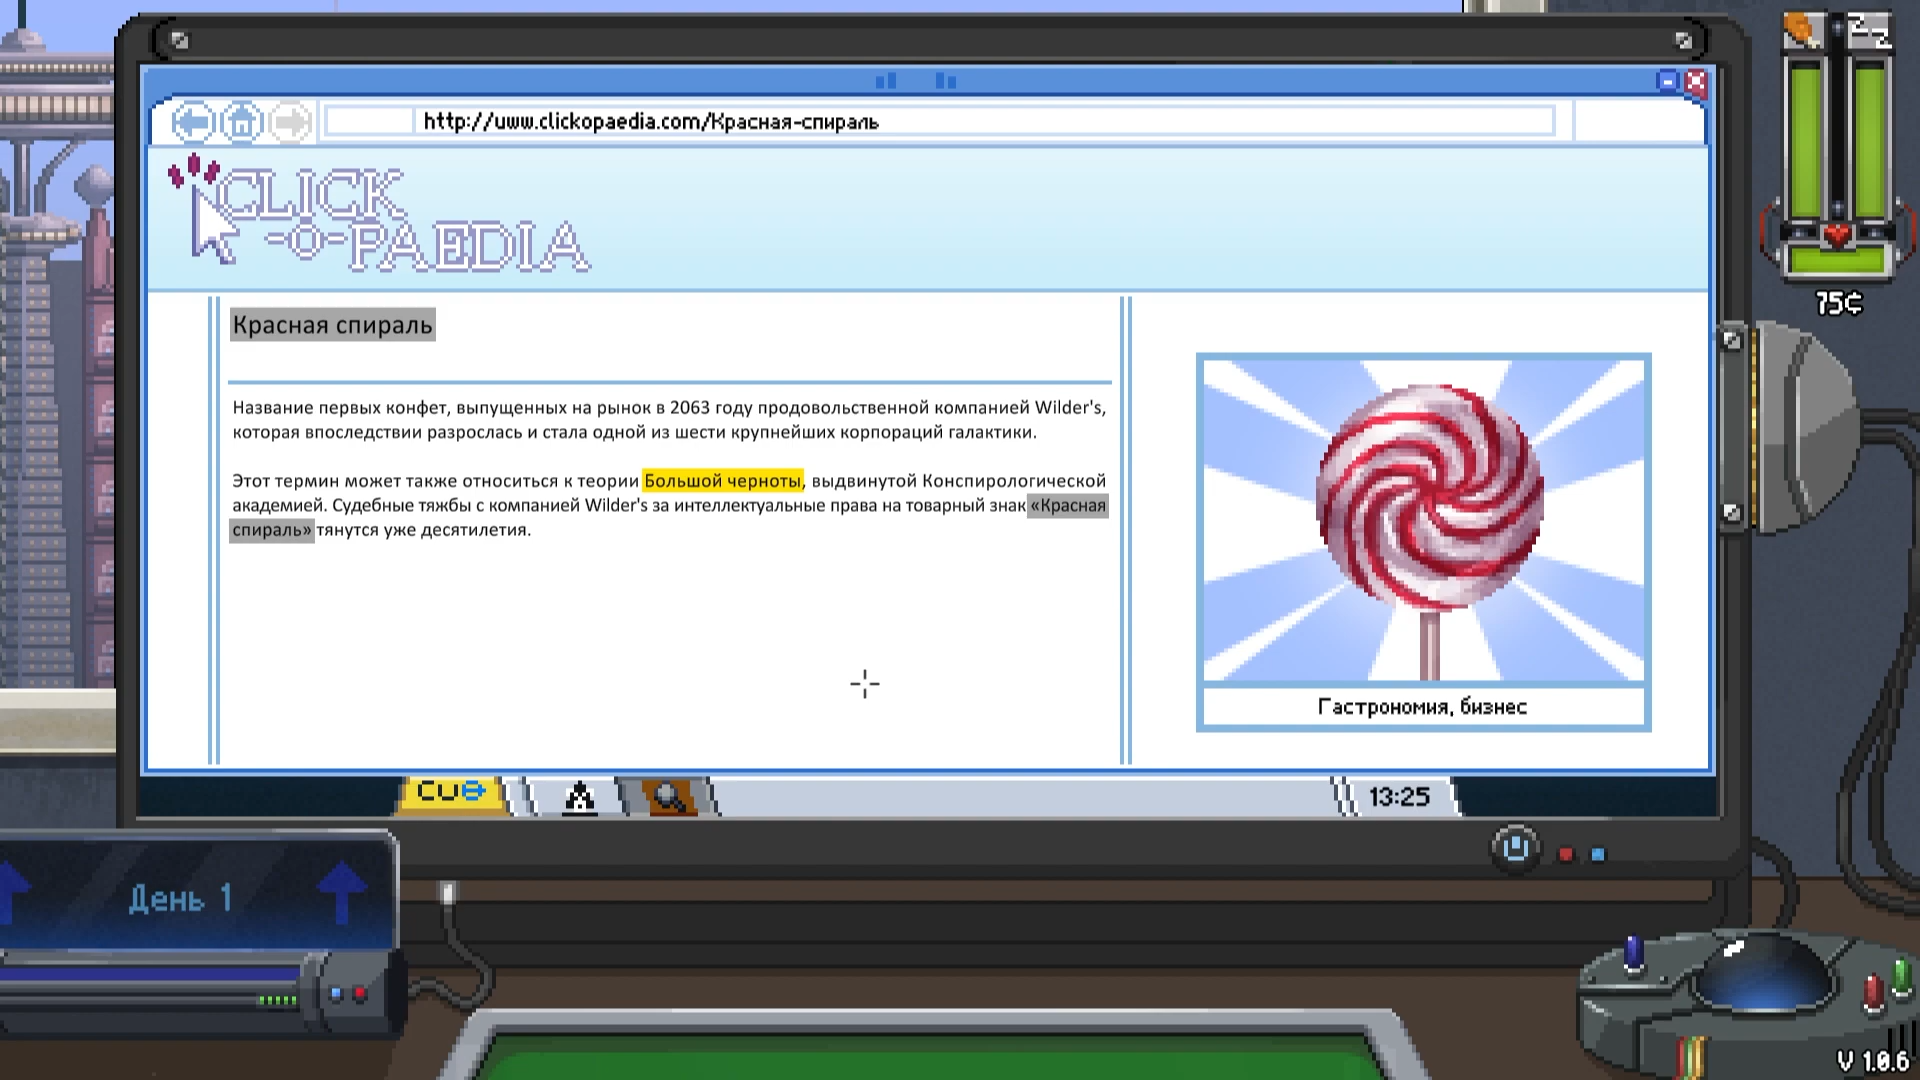 http://uww.clickopaedia.com/Красная-спираль
CLICK
-O-PAEDIA
Красная спираль
Название первых конфет, выпущенных на рынок в 2063 году продовольственной компанией Wilder's,
которая впоследствии разрослась и стала одной из шести крупнейших корпораций галактики.
Этот термин может также относиться к теории Большой черноты, выдвинутой Конспирологической
академией. Судебные тяжбы с компанией Wilder's за интеллектуальные права на товарный знак «Красная
спираль» тянутся уже десятилетия.
Гастрономия, бизнес
75¢
13:25
День 1
V 1.0.6